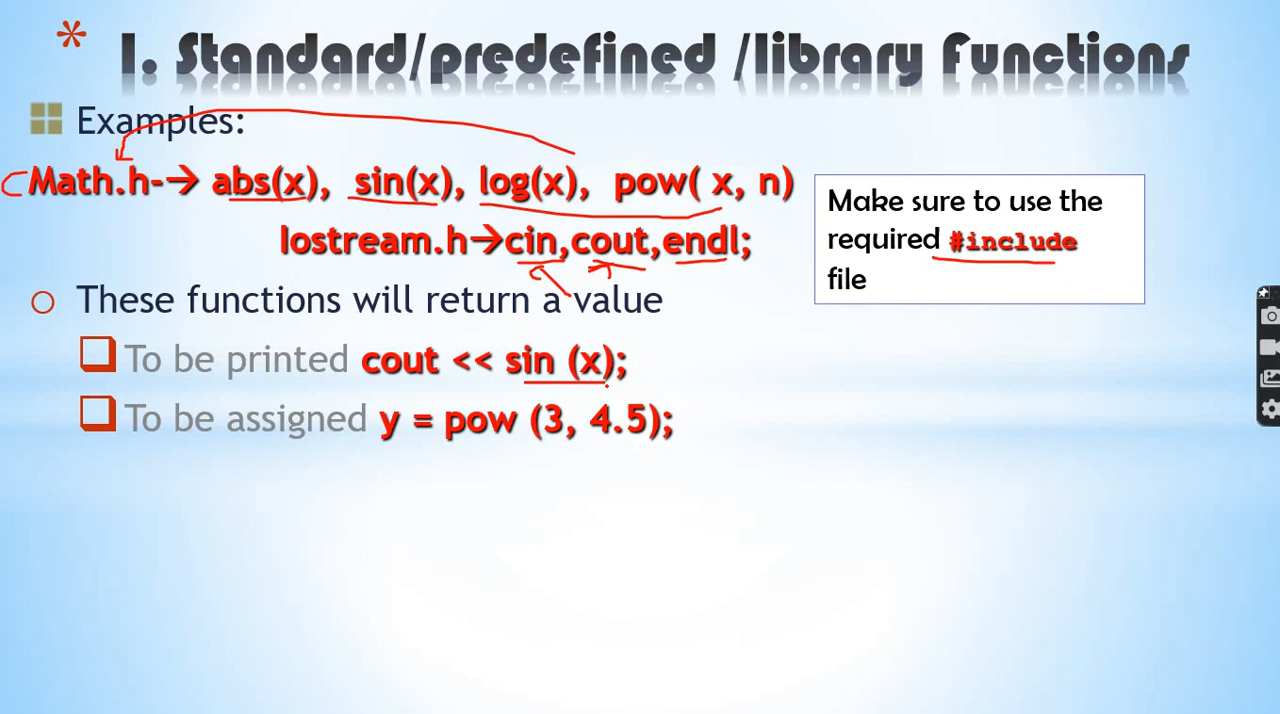 * I. Standard/predefined /library Functions
Examples:
Math.h-→ abs(x), sin(x), log(x), pow( x, n)
Iostream.h→cin,cout,endl;
Make sure to use the
required #include
file
These functions will return a value
To be printed cout << sin (x);
To be assigned y = pow (3, 4.5);